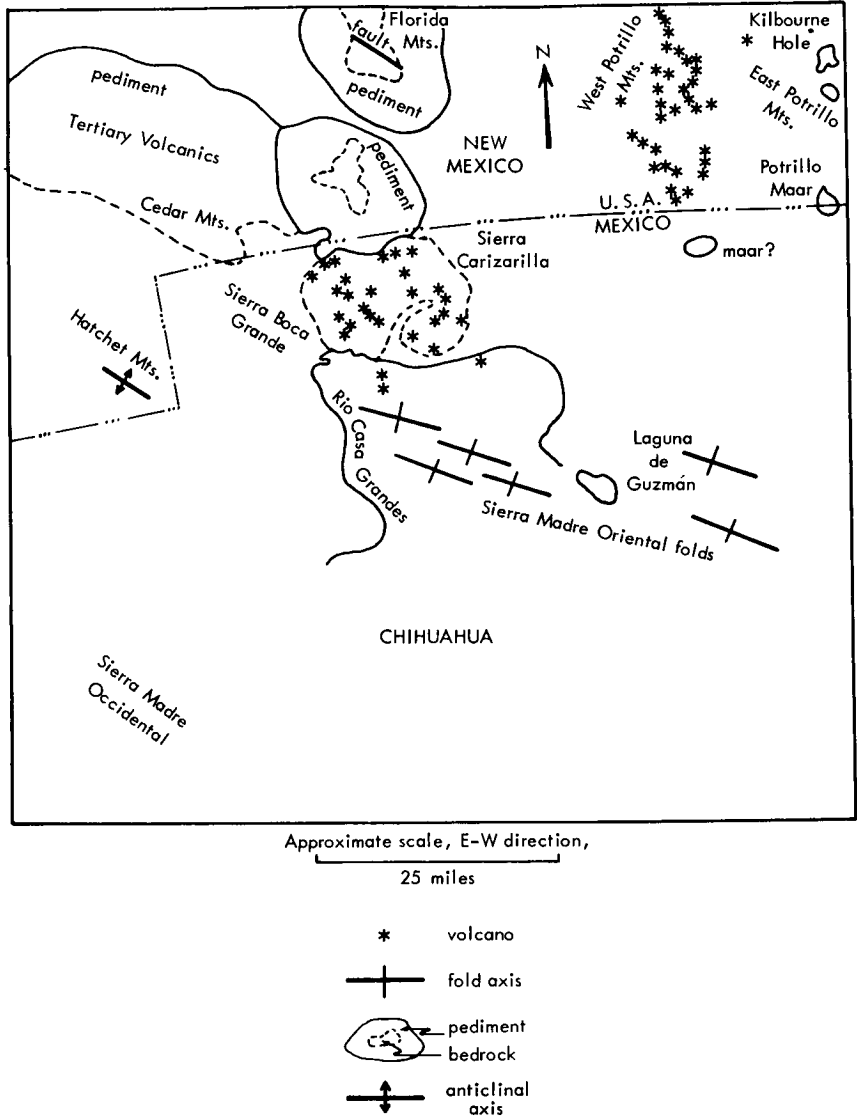 Florida
Mts.
fault
pediment
pediment
Tertiary Volcanics
Cedar Mts.
pediment
N
NEW
MEXICO
West Potrillo
Mts.
Kilbourne
Hole
East Potrillo
Mts.
Potrillo
Maar
U. S. A.
MEXICO
maar?
Sierra
Carizarilla
Sierra Boca
Grande
Hatchet Mts.
Rio Casa Grandes
Laguna
de
Guzmán
Sierra Madre Oriental folds
CHIHUAHUA
Sierra Madre
Occidental
Approximate scale, E-W direction,
25 miles
volcano
fold axis
pediment
bedrock
anticlinal
axis